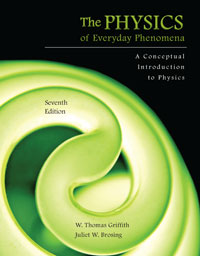 The PHYSICS
of Everyday Phenomena
A Conceptual
Introduction
to Physics
Seventh
Edition
W. Thomas Griffith
Juliet W. Brosing